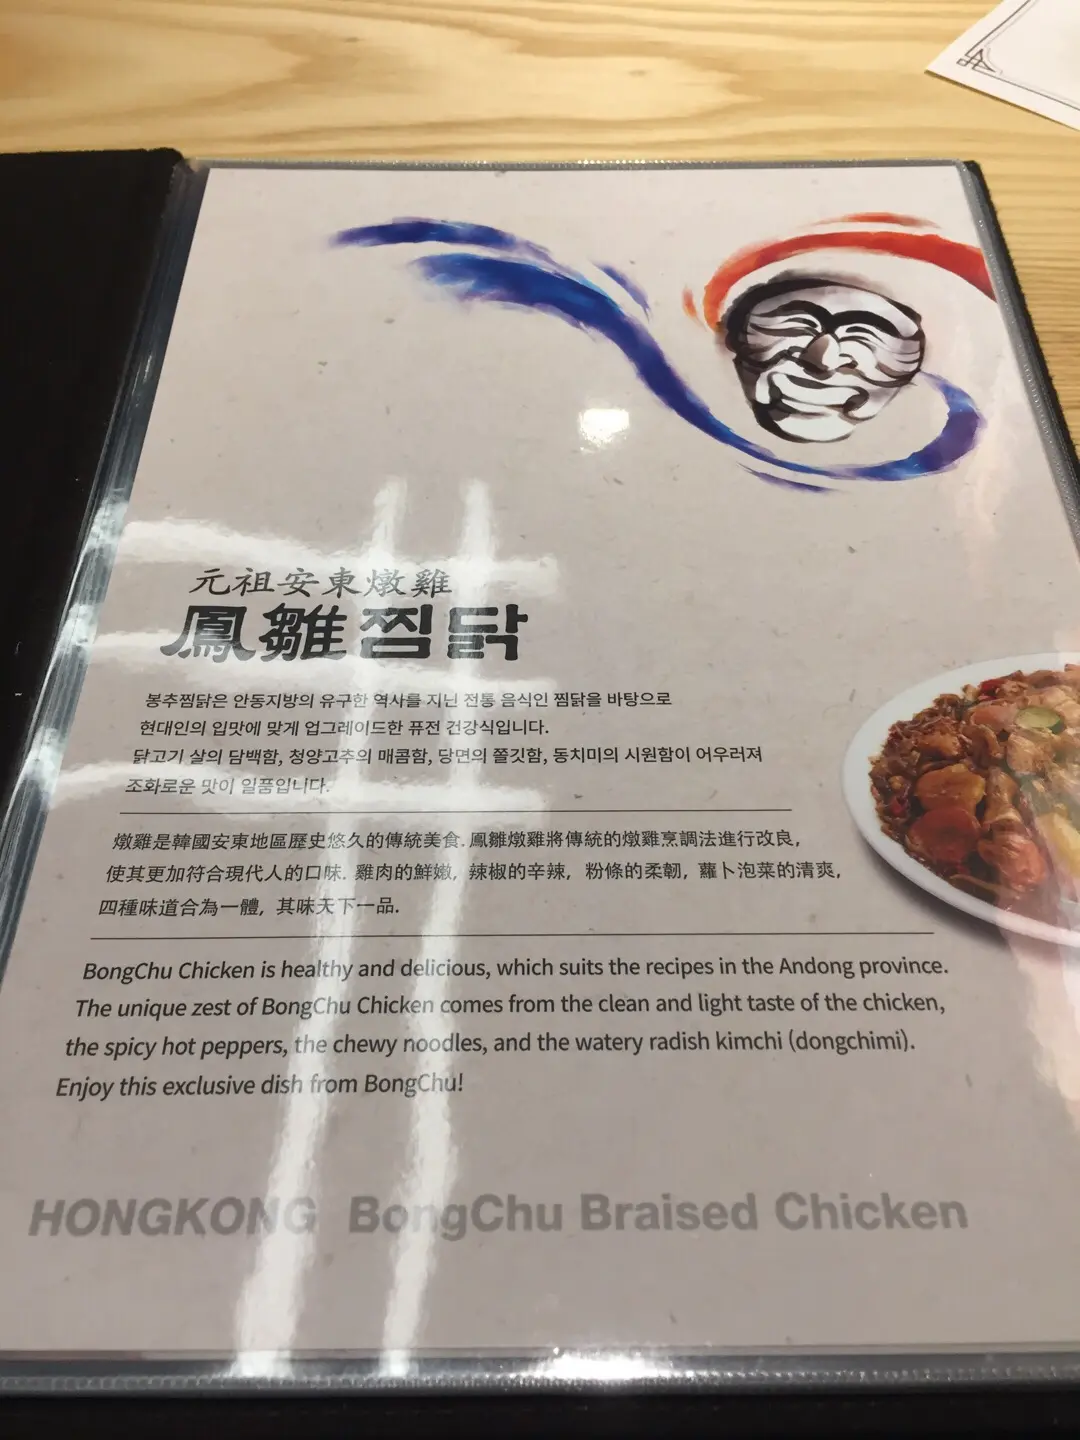 元祖安東燉雞
鳳雛찜닭
봉추찜닭은 안동지방의 유구한 역사를 지닌 전통 음식인 찜닭을 바탕으로
현대인의 입맛에 맞게 업그레이드한 퓨전 건강식입니다.
닭고기 살의 담백함, 청양고추의 매콤함, 당면의 쫄깃함, 동치미의 시원함이 어우러져
조화로운 맛이 일품입니다.
燉雞是韓國安東地區歷史悠久的傳統美食. 鳳雛燉雞將傳統的燉雞烹調法進行改良,
使其更加符合現代人的口味. 雞肉的鮮嫩, 辣椒的辛辣, 粉條的柔韌, 蘿卜泡菜的清爽,
四種味道合為一體, 其味天下一品.
BongChu Chicken is healthy and delicious, which suits the recipes in the Andong province.
The unique zest of BongChu Chicken comes from the clean and light taste of the chicken,
the spicy hot peppers, the chewy noodles, and the watery radish kimchi (dongchimi).
Enjoy this exclusive dish from BongChu!
HONGKONG BongChu Braised Chicken